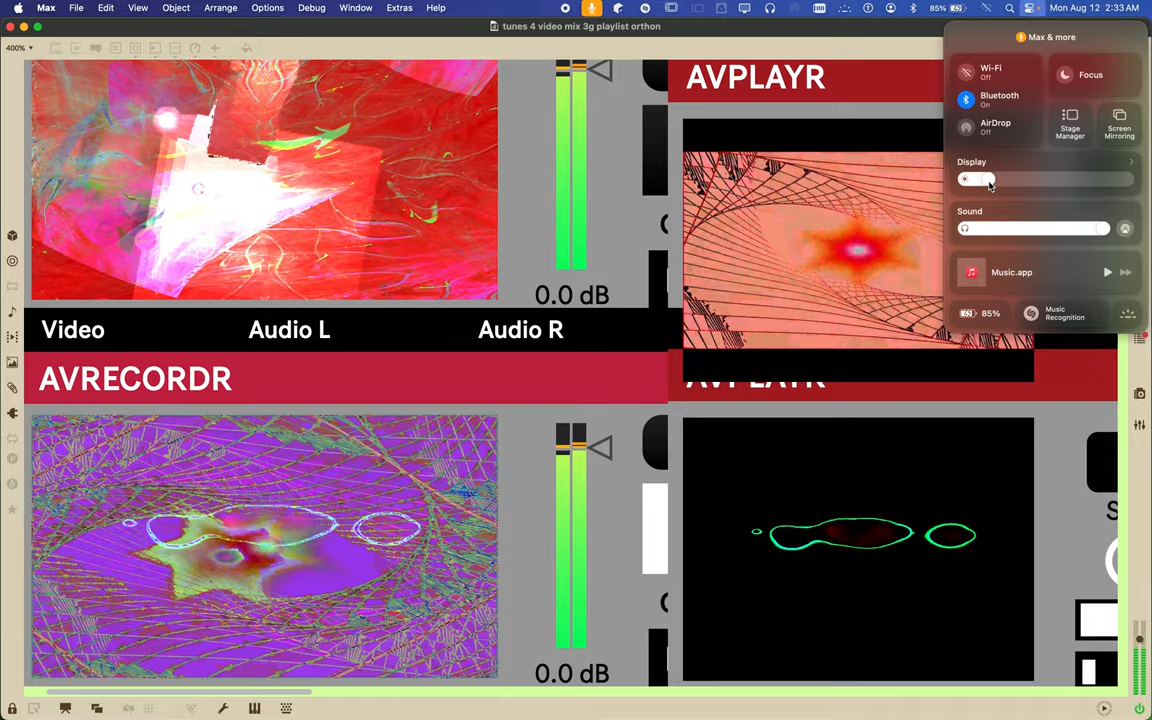 Max File Edit View Object Arrange Options Debug Window Extras Help 85% Mon Aug 12 2:33 AM
tunes 4 video mix 3g playlist orthon
400%
Max & more
Wi-Fi
Off
Focus
Bluetooth
On
AirDrop
Off
Stage
Manager
Screen
Mirroring
Display
Sound
Music.app
85%
Music
Recognition
AVPLAYR
0.0 dB
Video Audio L Audio R
AVRECORDR
AVPLAYR
0.0 dB